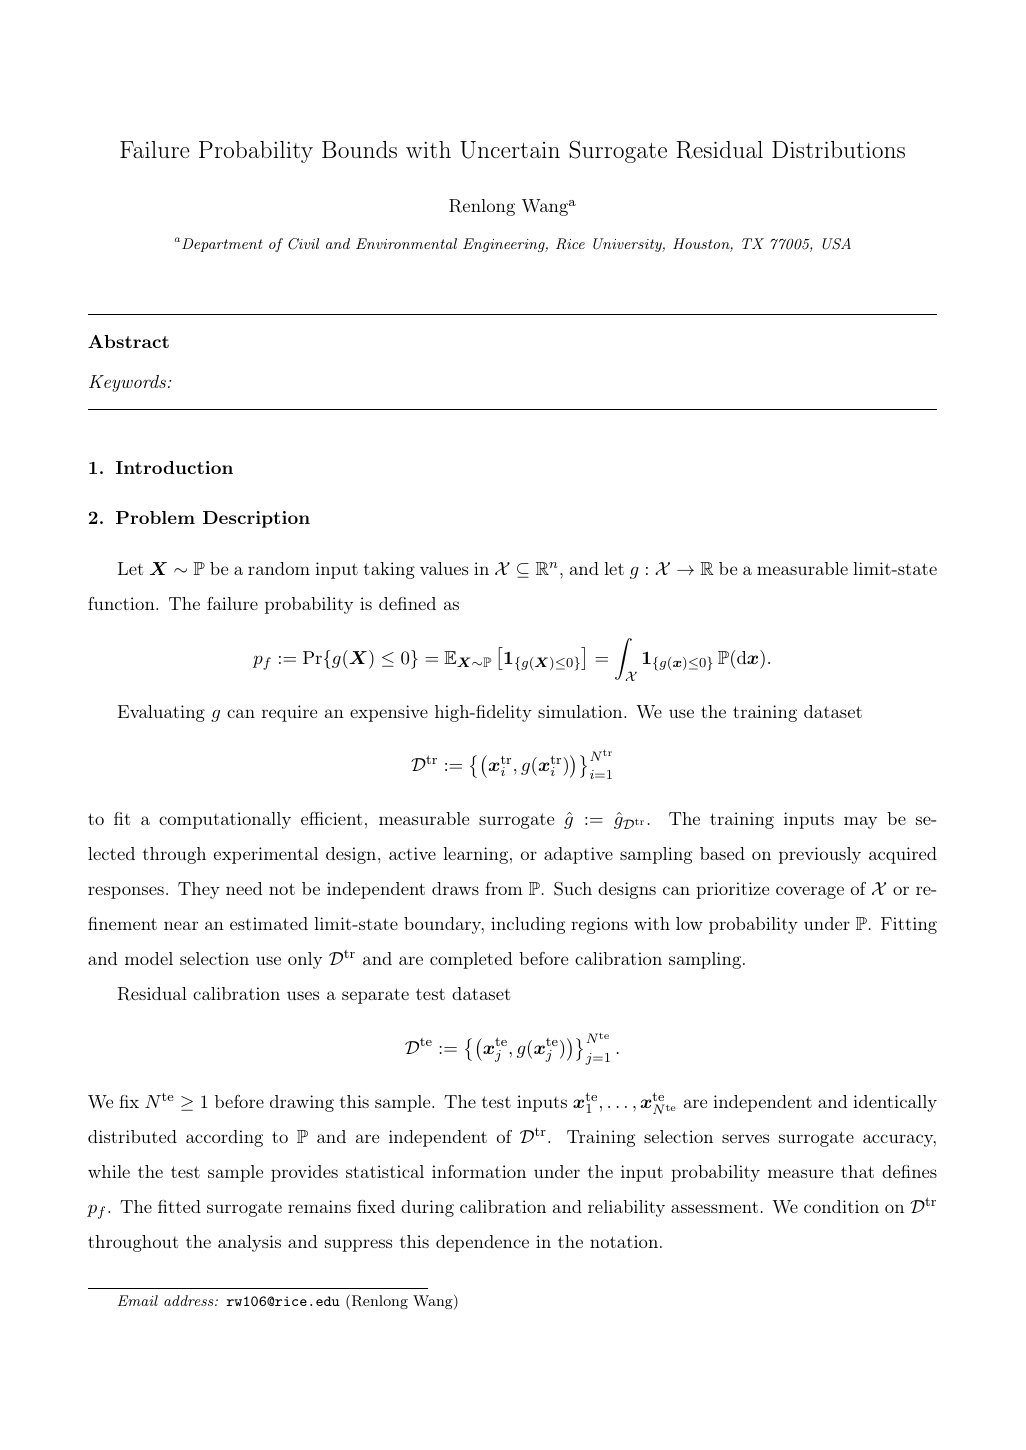 Failure Probability Bounds with Uncertain Surrogate Residual Distributions
Renlong Wangᵃ
ᵃDepartment of Civil and Environmental Engineering, Rice University, Houston, TX 77005, USA
Abstract
Keywords:
1. Introduction
2. Problem Description
Let 𝑿 ∼ ℙ be a random input taking values in 𝒳 ⊆ ℝⁿ, and let g : 𝒳 → ℝ be a measurable limit-state
function. The failure probability is defined as
p_f := Pr{g(𝑿) ≤ 0} = 𝔼_{𝑿∼ℙ} [𝟏_{g(𝑿)≤0}] = ∫_𝒳 𝟏_{g(𝒙)≤0} ℙ(d𝒙).
Evaluating g can require an expensive high-fidelity simulation. We use the training dataset
𝒟^tr := {(𝒙_i^tr, g(𝒙_i^tr))}_{i=1}^{N^tr}
to fit a computationally efficient, measurable surrogate ĝ := ĝ_{𝒟^tr}. The training inputs may be se-
lected through experimental design, active learning, or adaptive sampling based on previously acquired
responses. They need not be independent draws from ℙ. Such designs can prioritize coverage of 𝒳 or re-
finement near an estimated limit-state boundary, including regions with low probability under ℙ. Fitting
and model selection use only 𝒟^tr and are completed before calibration sampling.
Residual calibration uses a separate test dataset
𝒟^te := {(𝒙_j^te, g(𝒙_j^te))}_{j=1}^{N^te}.
We fix N^te ≥ 1 before drawing this sample. The test inputs 𝒙_1^te, . . . , 𝒙_{N^te}^te are independent and identically
distributed according to ℙ and are independent of 𝒟^tr. Training selection serves surrogate accuracy,
while the test sample provides statistical information under the input probability measure that defines
p_f. The fitted surrogate remains fixed during calibration and reliability assessment. We condition on 𝒟^tr
throughout the analysis and suppress this dependence in the notation.
Email address: rw106@rice.edu (Renlong Wang)